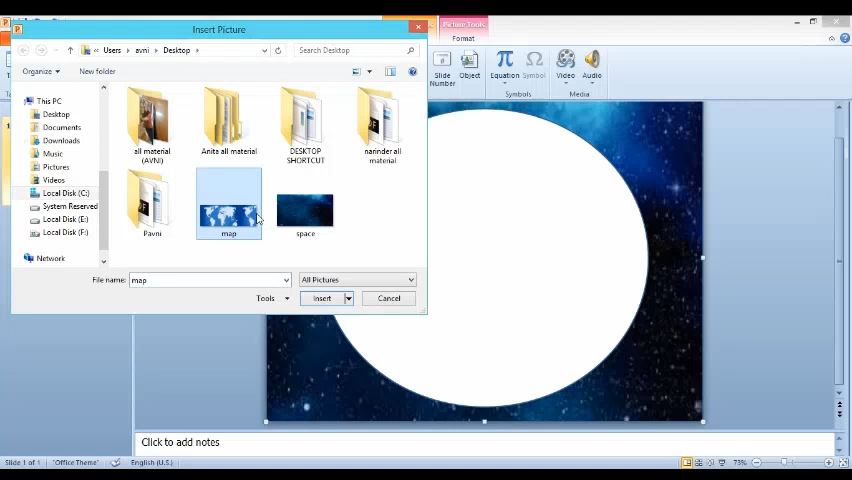 Insert Picture
Picture Tools
Format
Users
avni
Desktop
Search Desktop
Organize
New folder
This PC
Desktop
Documents
Downloads
Music
Pictures
Videos
Local Disk (C:)
System Reserved
Local Disk (E:)
Local Disk (F:)
Network
all material
(AVNI)
Anita all material
DESKTOP
SHORTCUT
narinder all
material
Pavni
map
space
File name:
map
All Pictures
Tools
Insert
Cancel
Slide
Number
Object
Equation
Symbol
Symbols
Video
Audio
Media
Click to add notes
Slide 1 of 1
"Office Theme"
English (U.S.)
73%